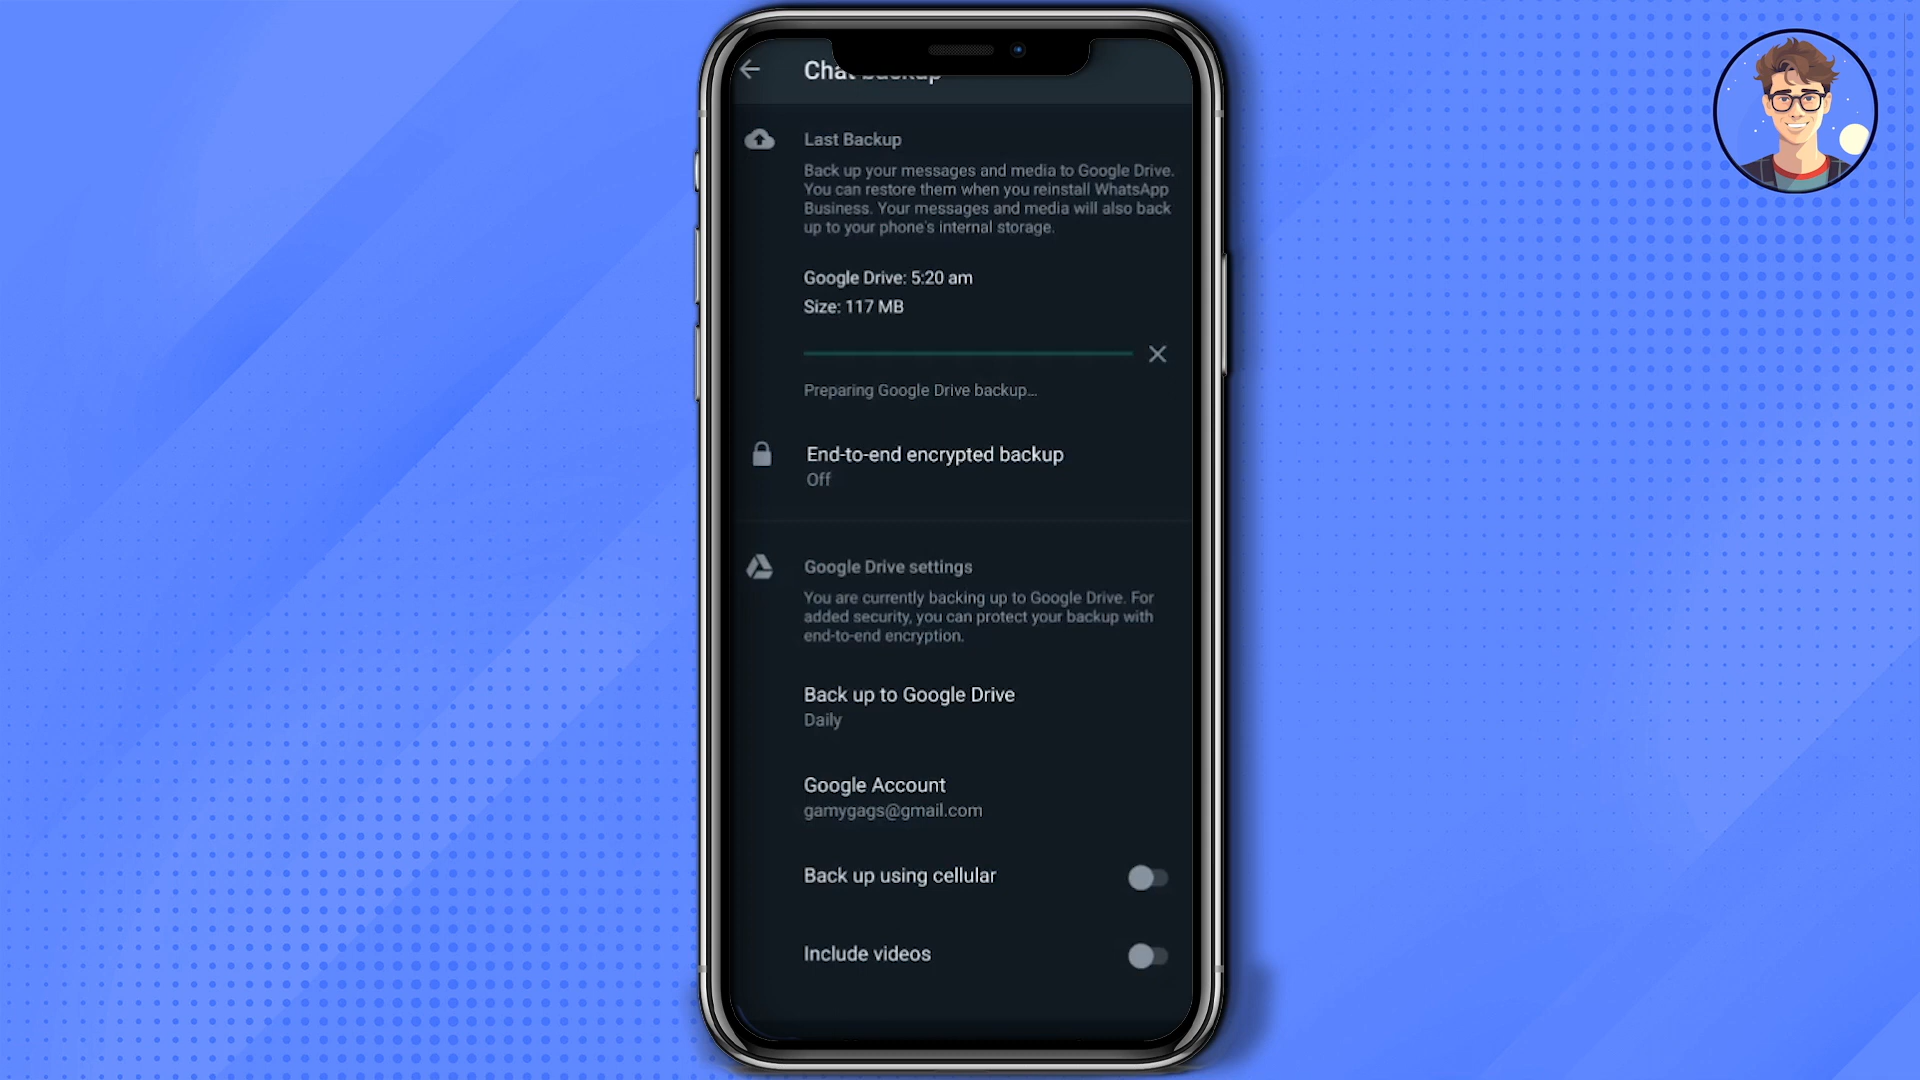 Chat backup
Last Backup
Back up your messages and media to Google Drive.
You can restore them when you reinstall WhatsApp
Business. Your messages and media will also back
up to your phone's internal storage.
Google Drive: 5:20 am
Size: 117 MB
Preparing Google Drive backup...
End-to-end encrypted backup
Off
Google Drive settings
You are currently backing up to Google Drive. For
added security, you can protect your backup with
end-to-end encryption.
Back up to Google Drive
Daily
Google Account
gamygags@gmail.com
Back up using cellular
Include videos